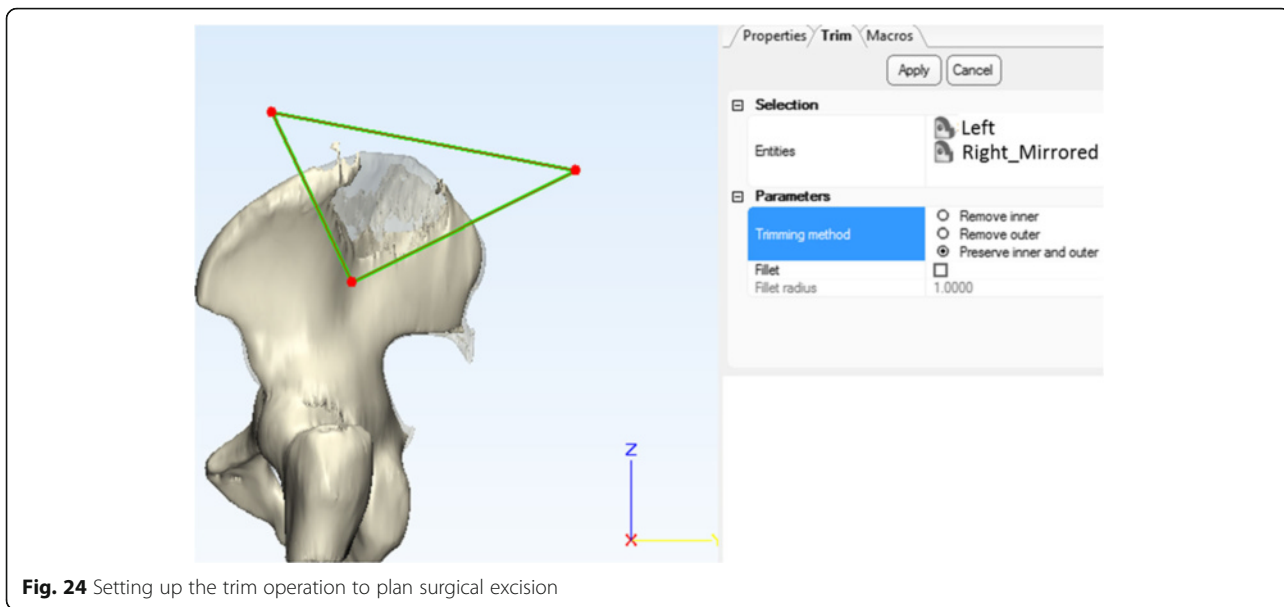 Properties Trim Macros
Apply Cancel
Selection
Entities
Left
Right_Mirrored
Parameters
Trimming method
Remove inner
Remove outer
Preserve inner and outer
Fillet
Fillet radius 1.0000
Z
X Y
Fig. 24 Setting up the trim operation to plan surgical excision